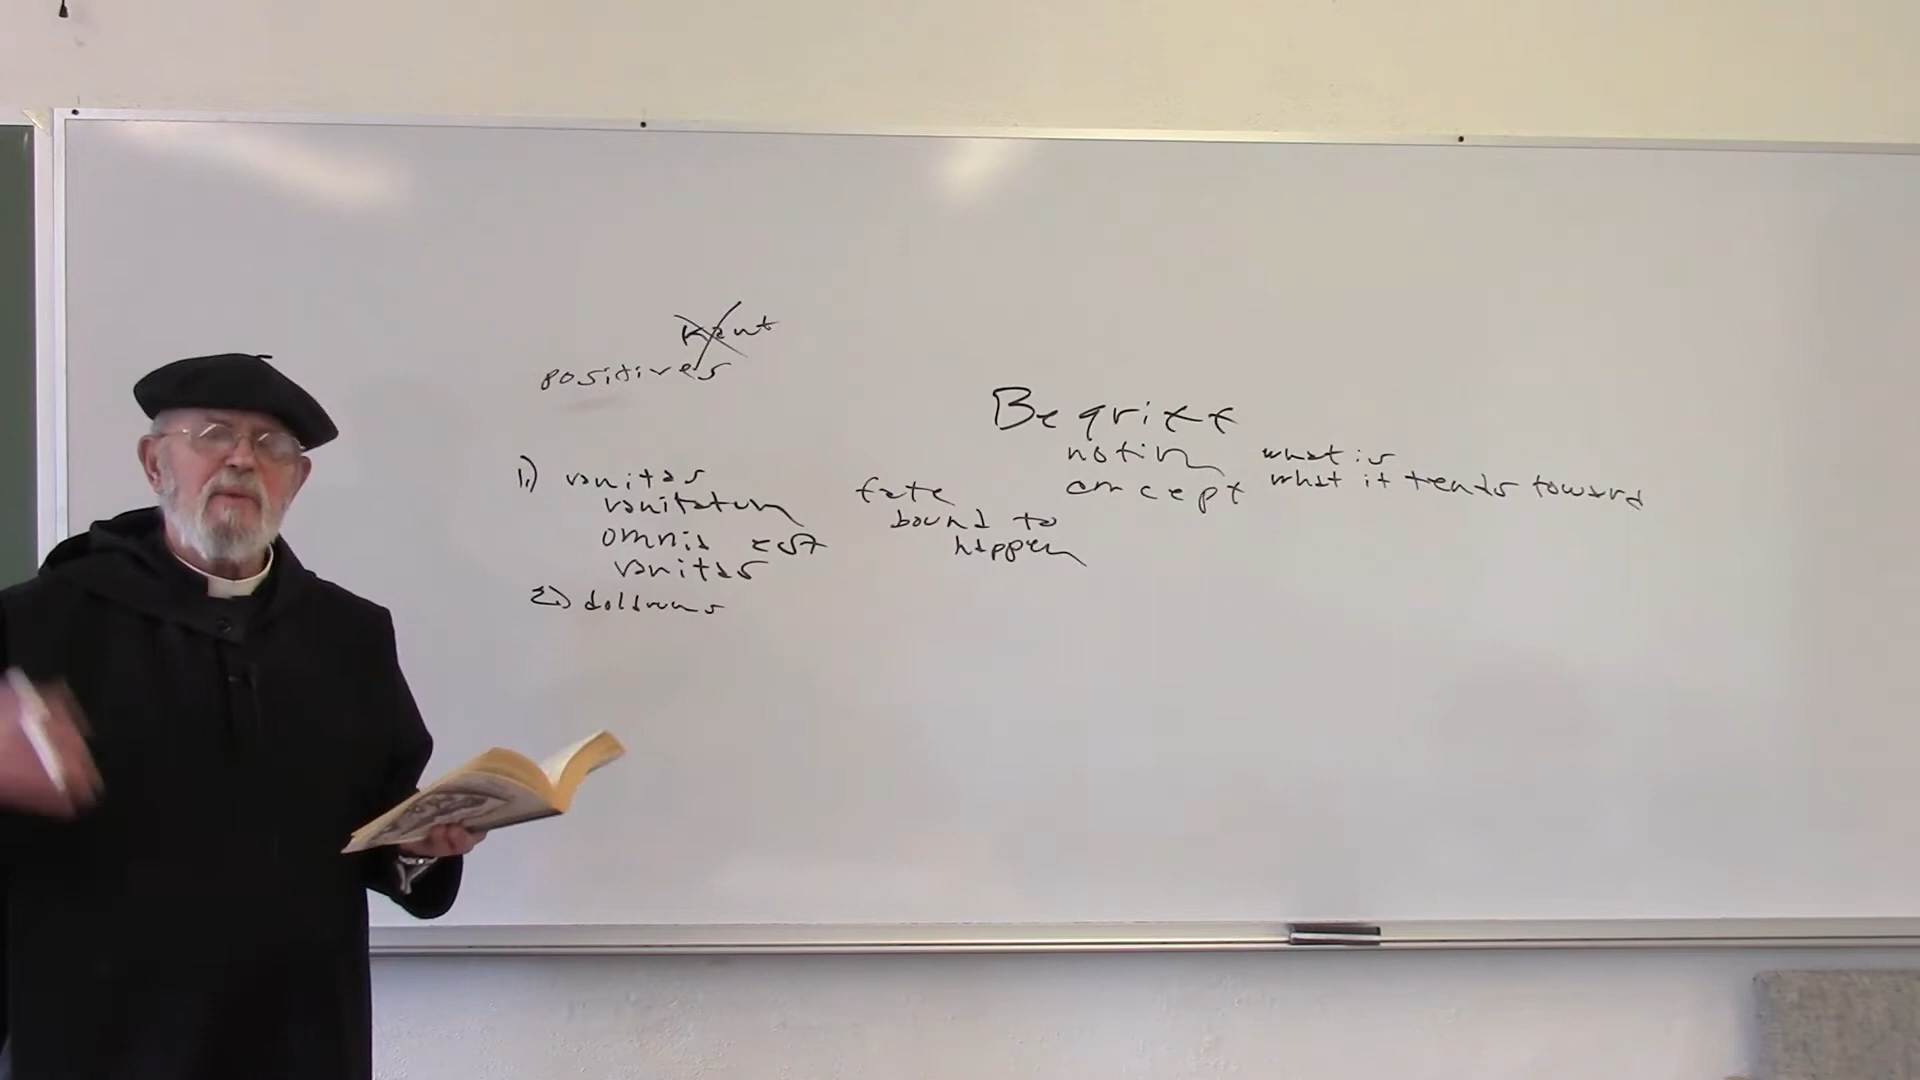 Kant
positives
1.) vanitas
vanitatum
omnis est
vanitas
2.) doldrums
fate
bound to
happen
Begriff
notion what is
concept what it tends toward